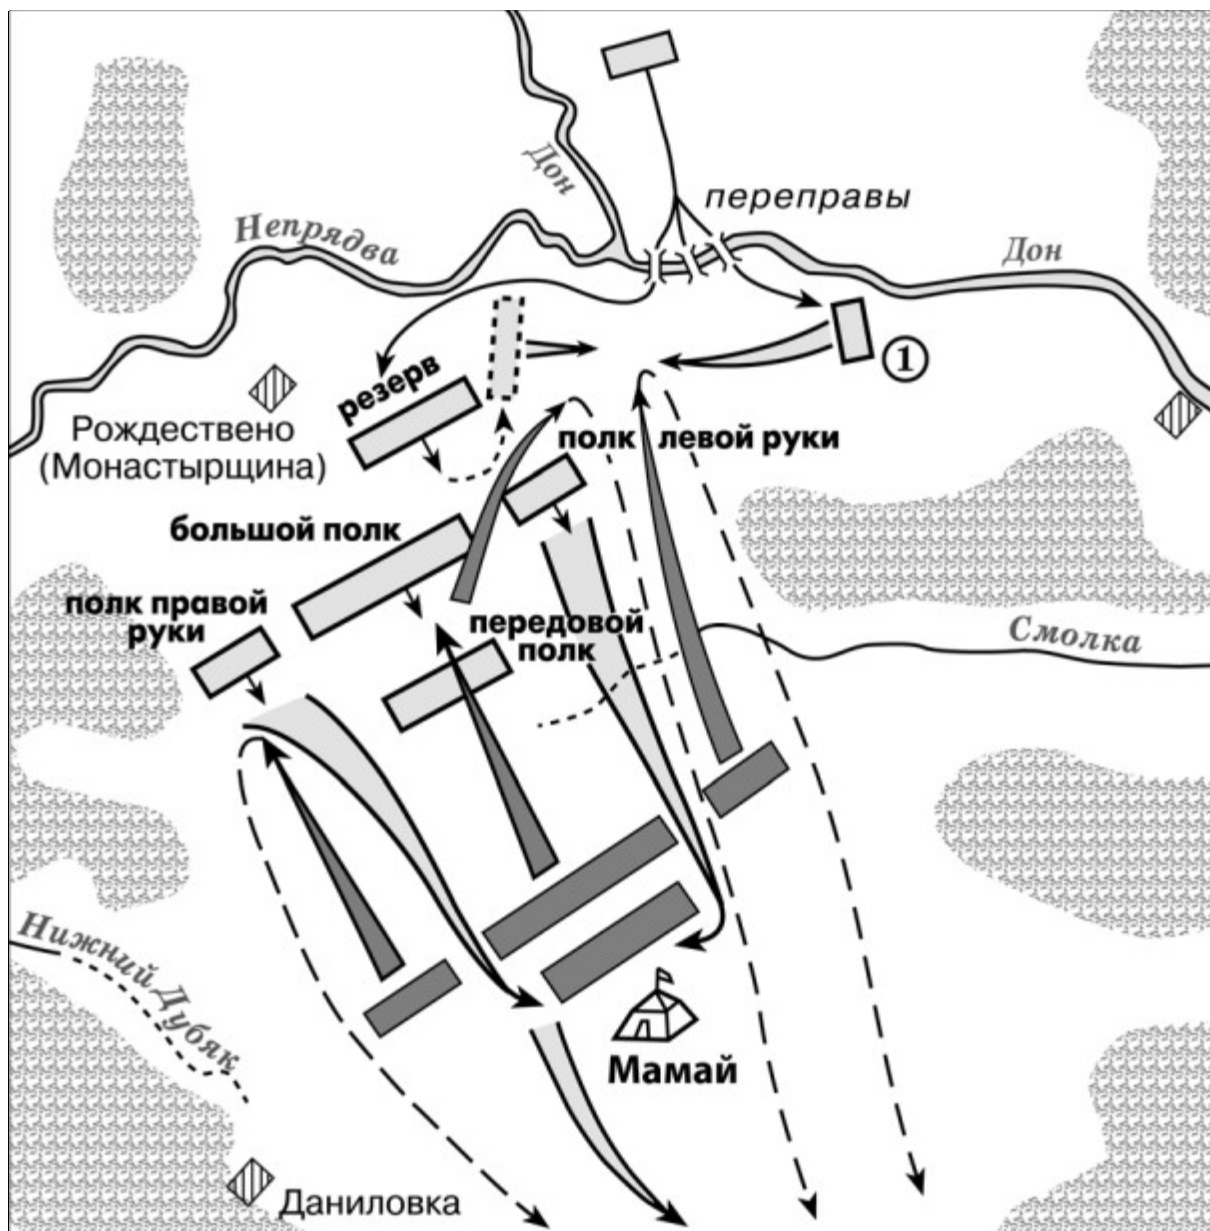 Дон
переправы
Непрядва
Дон
1
резерв
Рождествено
(Монастырщина)
полк левой руки
большой полк
полк правой
руки
передовой
полк
Смолка
Нижний Дубяк
Мамай
Даниловка